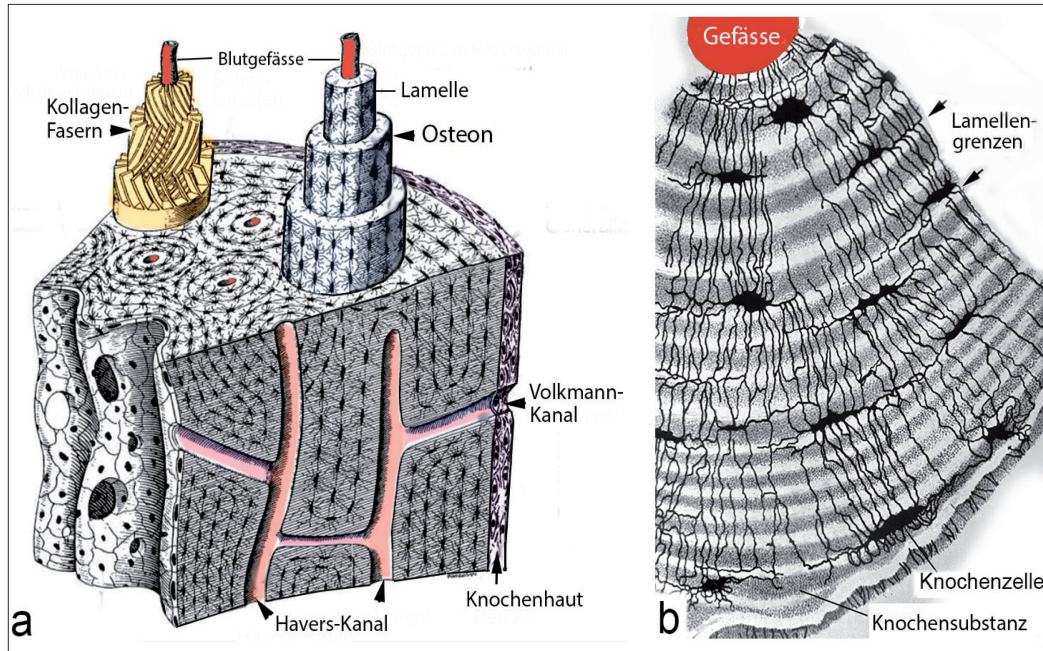 Blutgefässe
Kollagen-
Fasern
Lamelle
Osteon
Volkmann-
Kanal
Knochenhaut
Havers-Kanal
a
Gefässe
Lamellen-
grenzen
Knochenzelle
Knochensubstanz
b